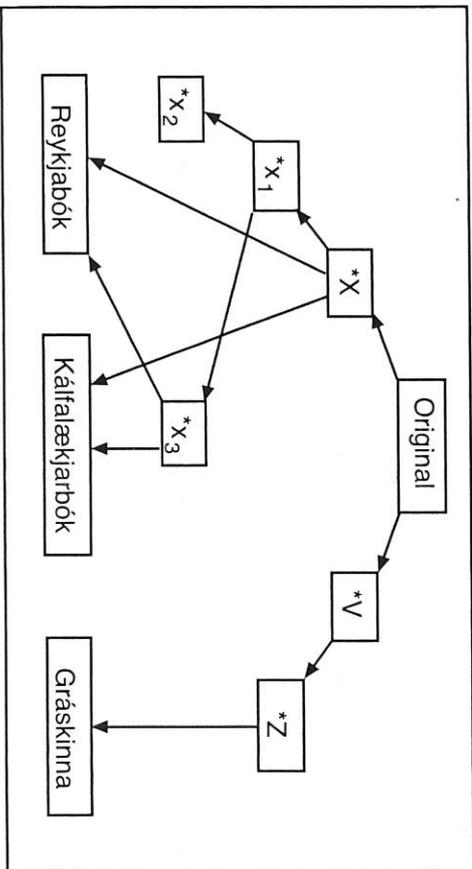 Original
*X
*V
*x1
*Z
*x2
*x3
Reykjabók
Kálfalækjarbók
Gráskinna